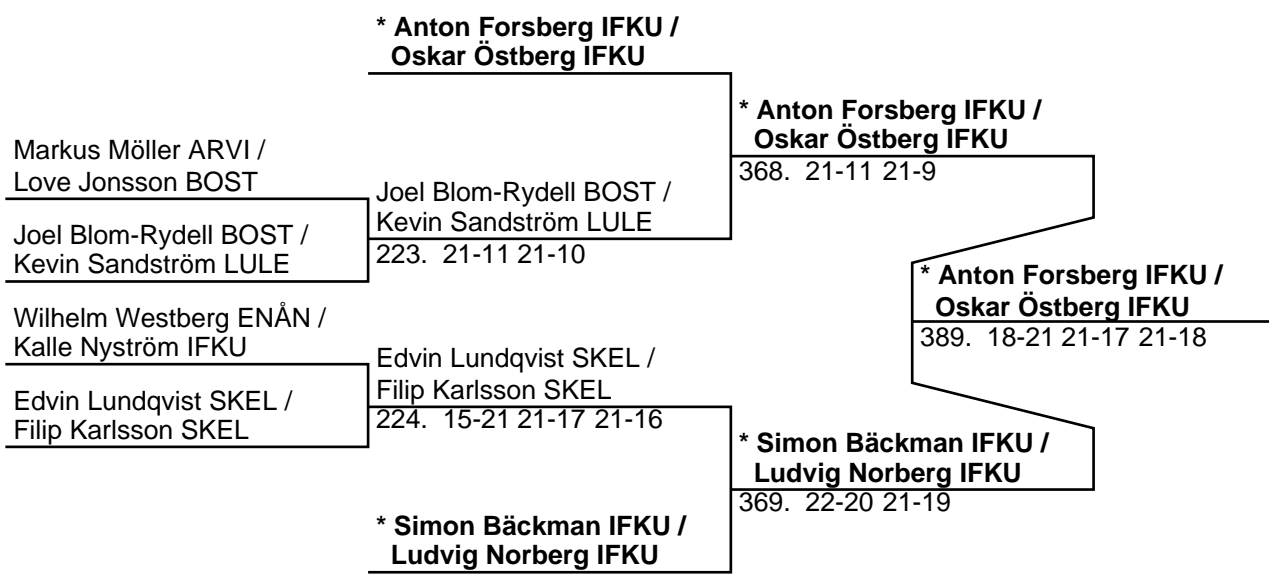 * Anton Forsberg IFKU /
Oskar Östberg IFKU
* Anton Forsberg IFKU /
Oskar Östberg IFKU
368. 21-11 21-9
Markus Möller ARVI /
Love Jonsson BOST
Joel Blom-Rydell BOST /
Kevin Sandström LULE
223. 21-11 21-10
Joel Blom-Rydell BOST /
Kevin Sandström LULE
* Anton Forsberg IFKU /
Oskar Östberg IFKU
389. 18-21 21-17 21-18
Wilhelm Westberg ENÅN /
Kalle Nyström IFKU
Edvin Lundqvist SKEL /
Filip Karlsson SKEL
224. 15-21 21-17 21-16
Edvin Lundqvist SKEL /
Filip Karlsson SKEL
* Simon Bäckman IFKU /
Ludvig Norberg IFKU
369. 22-20 21-19
* Simon Bäckman IFKU /
Ludvig Norberg IFKU